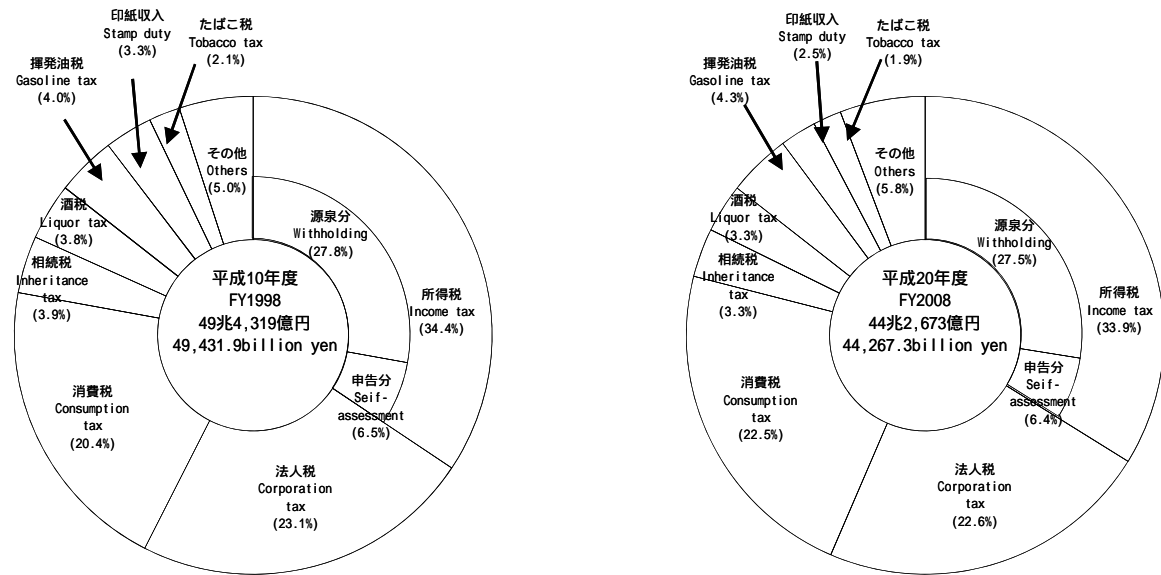 印紙収入
Stamp duty
(3.3%)
たばこ税
Tobacco tax
(2.1%)
揮発油税
Gasoline tax
(4.0%)
その他
Others
(5.0%)
酒税
Liquor tax
(3.8%)
相続税
Inheritance
tax
(3.9%)
源泉分
Withholding
(27.8%)
平成10年度
FY1998
49兆4,319億円
49,431.9billion yen
所得税
Income tax
(34.4%)
申告分
Seif-
assessment
(6.5%)
消費税
Consumption
tax
(20.4%)
法人税
Corporation
tax
(23.1%)
印紙収入
Stamp duty
(2.5%)
たばこ税
Tobacco tax
(1.9%)
揮発油税
Gasoline tax
(4.3%)
その他
Others
(5.8%)
酒税
Liquor tax
(3.3%)
相続税
Inheritance
tax
(3.3%)
源泉分
Withholding
(27.5%)
平成20年度
FY2008
44兆2,673億円
44,267.3billion yen
所得税
Income tax
(33.9%)
申告分
Seif-
assessment
(6.4%)
消費税
Consumption
tax
(22.5%)
法人税
Corporation
tax
(22.6%)